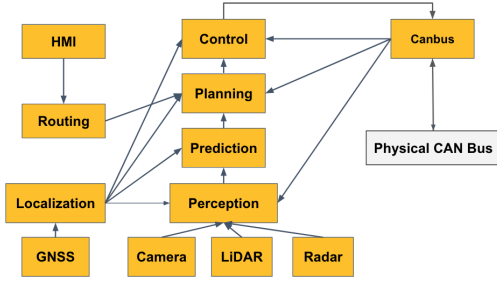 HMI
Control
Canbus
Planning
Routing
Prediction
Physical CAN Bus
Localization
Perception
GNSS
Camera
LiDAR
Radar